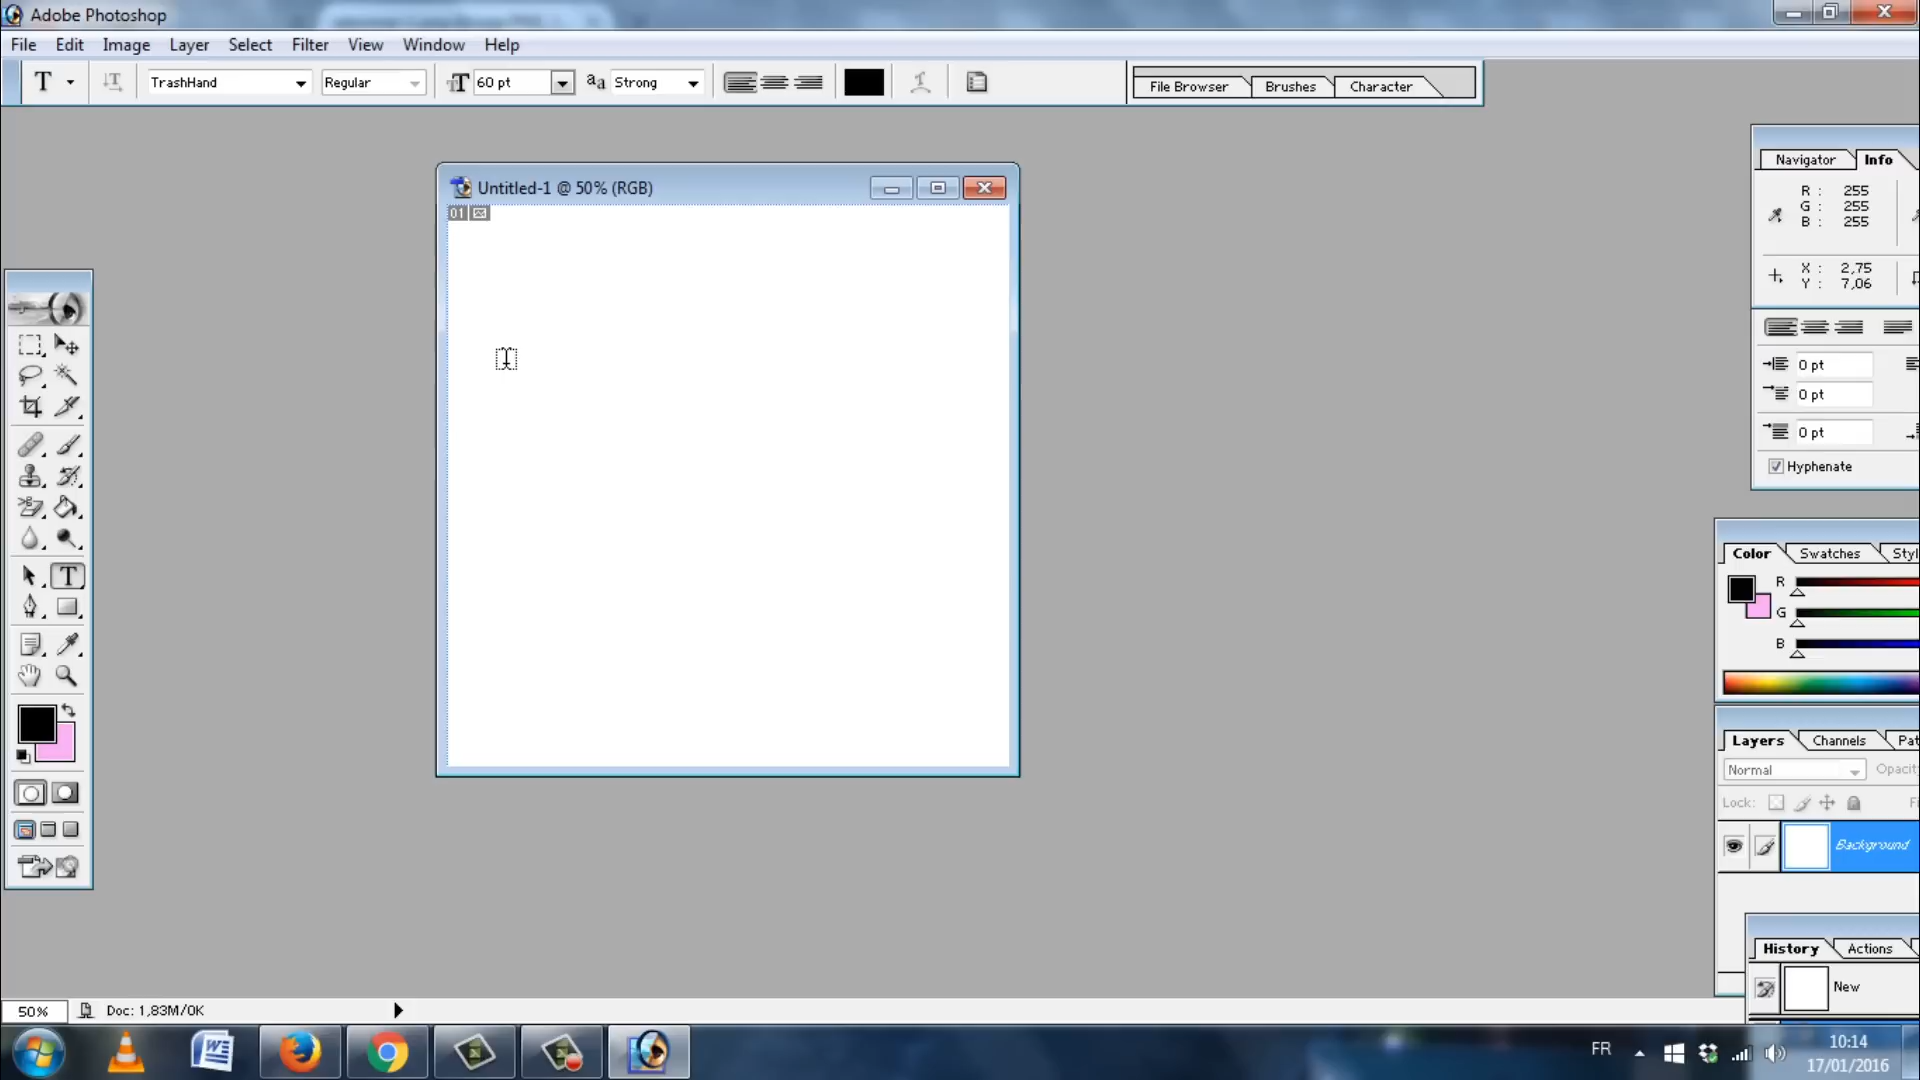 Adobe Photoshop
File Edit Image Layer Select Filter View Window Help
T TrashHand Regular 60 pt aa Strong File Browser Brushes Character
Untitled-1 @ 50% (RGB)
01
Navigator Info
R : 255
G : 255
B : 255
X : 2,75
Y : 7,06
0 pt
0 pt
0 pt
Hyphenate
Color Swatches Styl
R
G
B
Layers Channels Pat
Normal Opacit
Lock: Fi
Background
History Actions
New
50% Doc: 1,83M/0K
FR 10:14
17/01/2016